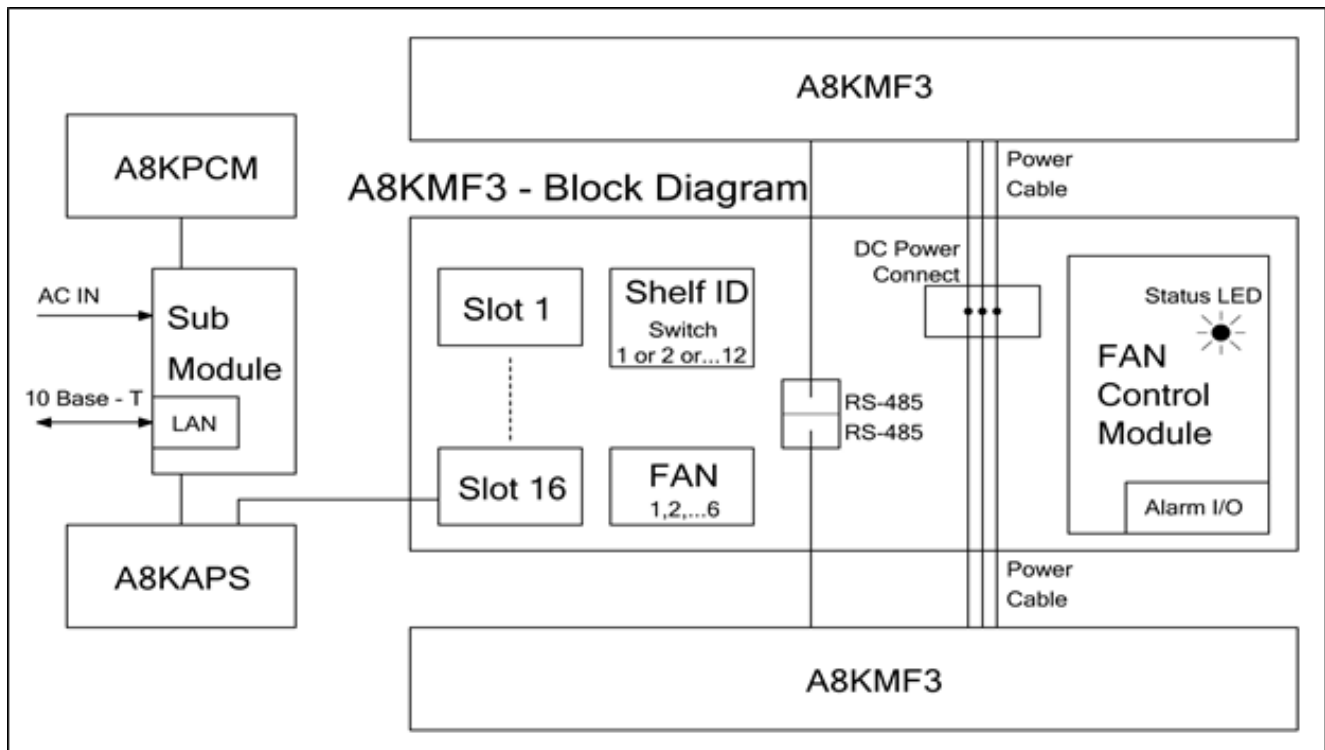 A8KMF3
A8KPCM
Power
Cable
A8KMF3 - Block Diagram
DC Power
Connect
AC IN
Sub
Module
10 Base - T
LAN
Slot 1
Shelf ID
Switch
1 or 2 or...12
Status LED
FAN
Control
Module
RS-485
RS-485
Slot 16
FAN
1,2,...6
Alarm I/O
A8KAPS
Power
Cable
A8KMF3